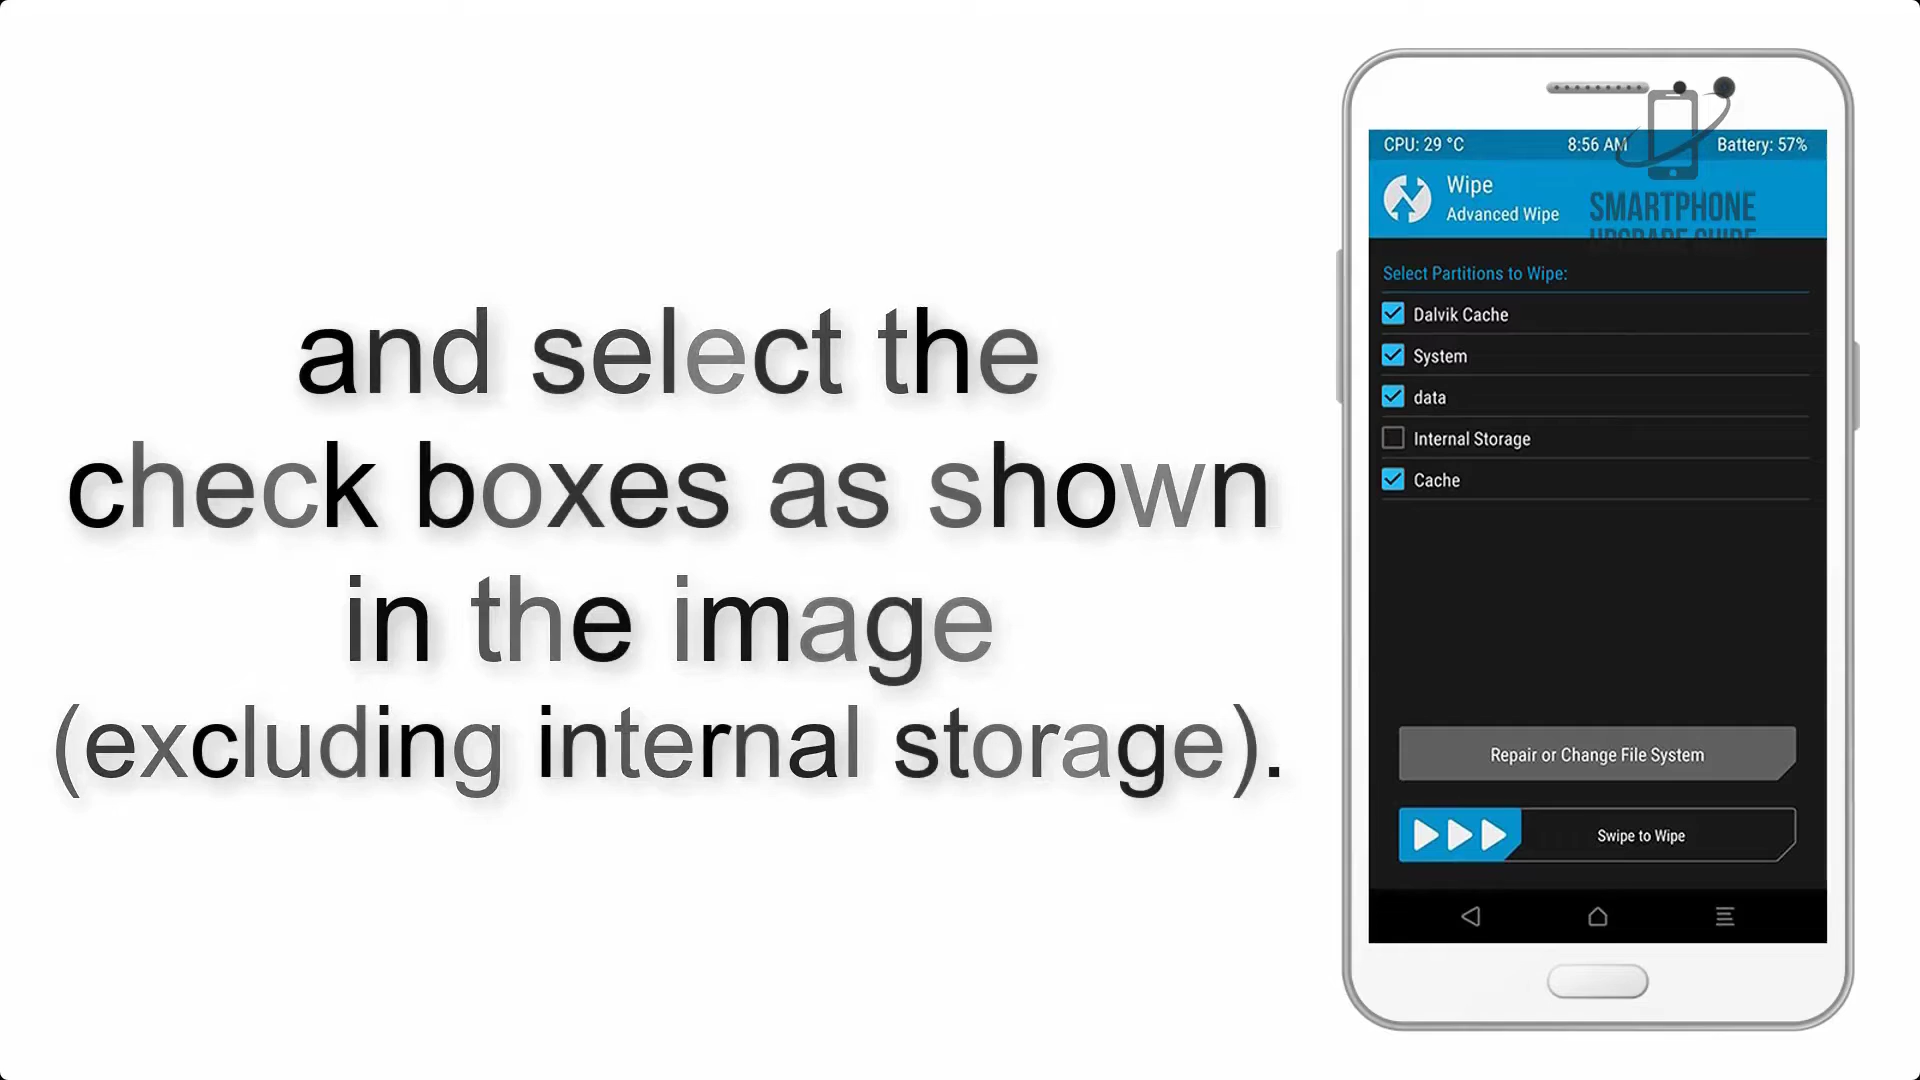 and select the
check boxes as shown
in the image
(excluding internal storage).
CPU: 29 °C 8:56 AM Battery: 57%
Wipe
Advanced Wipe
SMARTPHONE
UPGRADE GUIDE
Select Partitions to Wipe:
Dalvik Cache
System
data
Internal Storage
Cache
Repair or Change File System
Swipe to Wipe